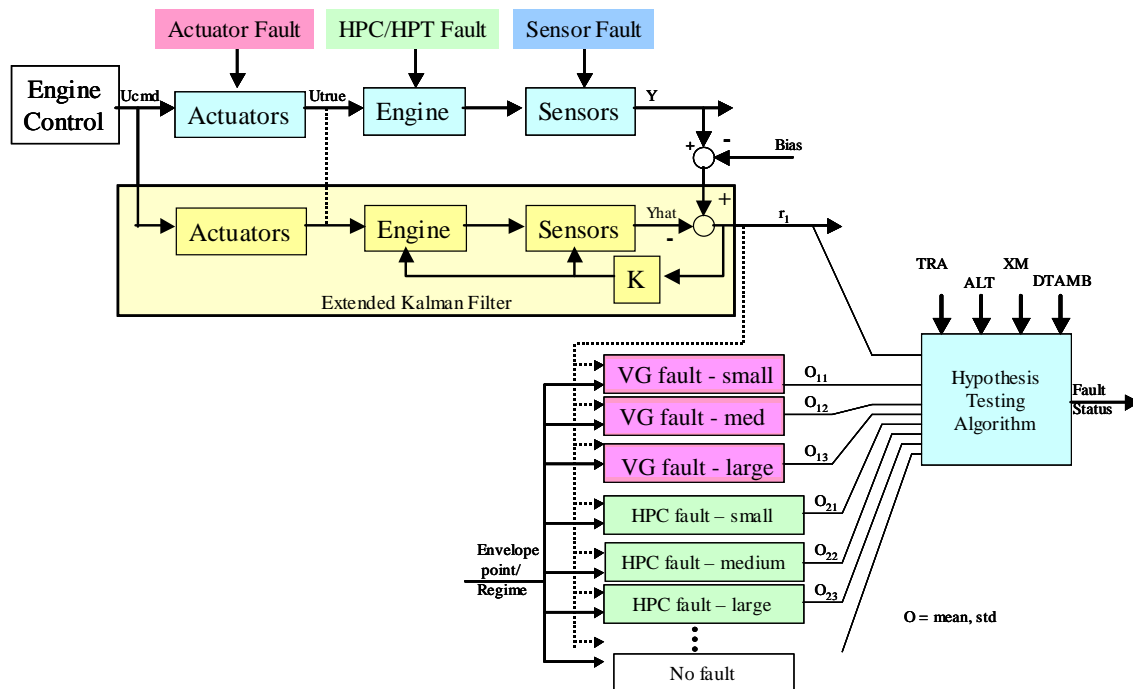 Actuator Fault
HPC/HPT Fault
Sensor Fault
Engine
Control
Ucmd
Actuators
Utrue
Engine
Sensors
Y
+
-
Bias
Actuators
Engine
Sensors
Yhat
+
-
r1
K
Extended Kalman Filter
TRA
XM
ALT
DTAMB
VG fault - small
O11
VG fault - med
O12
VG fault - large
O13
HPC fault – small
O21
HPC fault – medium
O22
HPC fault – large
O23
No fault
Envelope
point/
Regime
Hypothesis
Testing
Algorithm
Fault
Status
O = mean, std